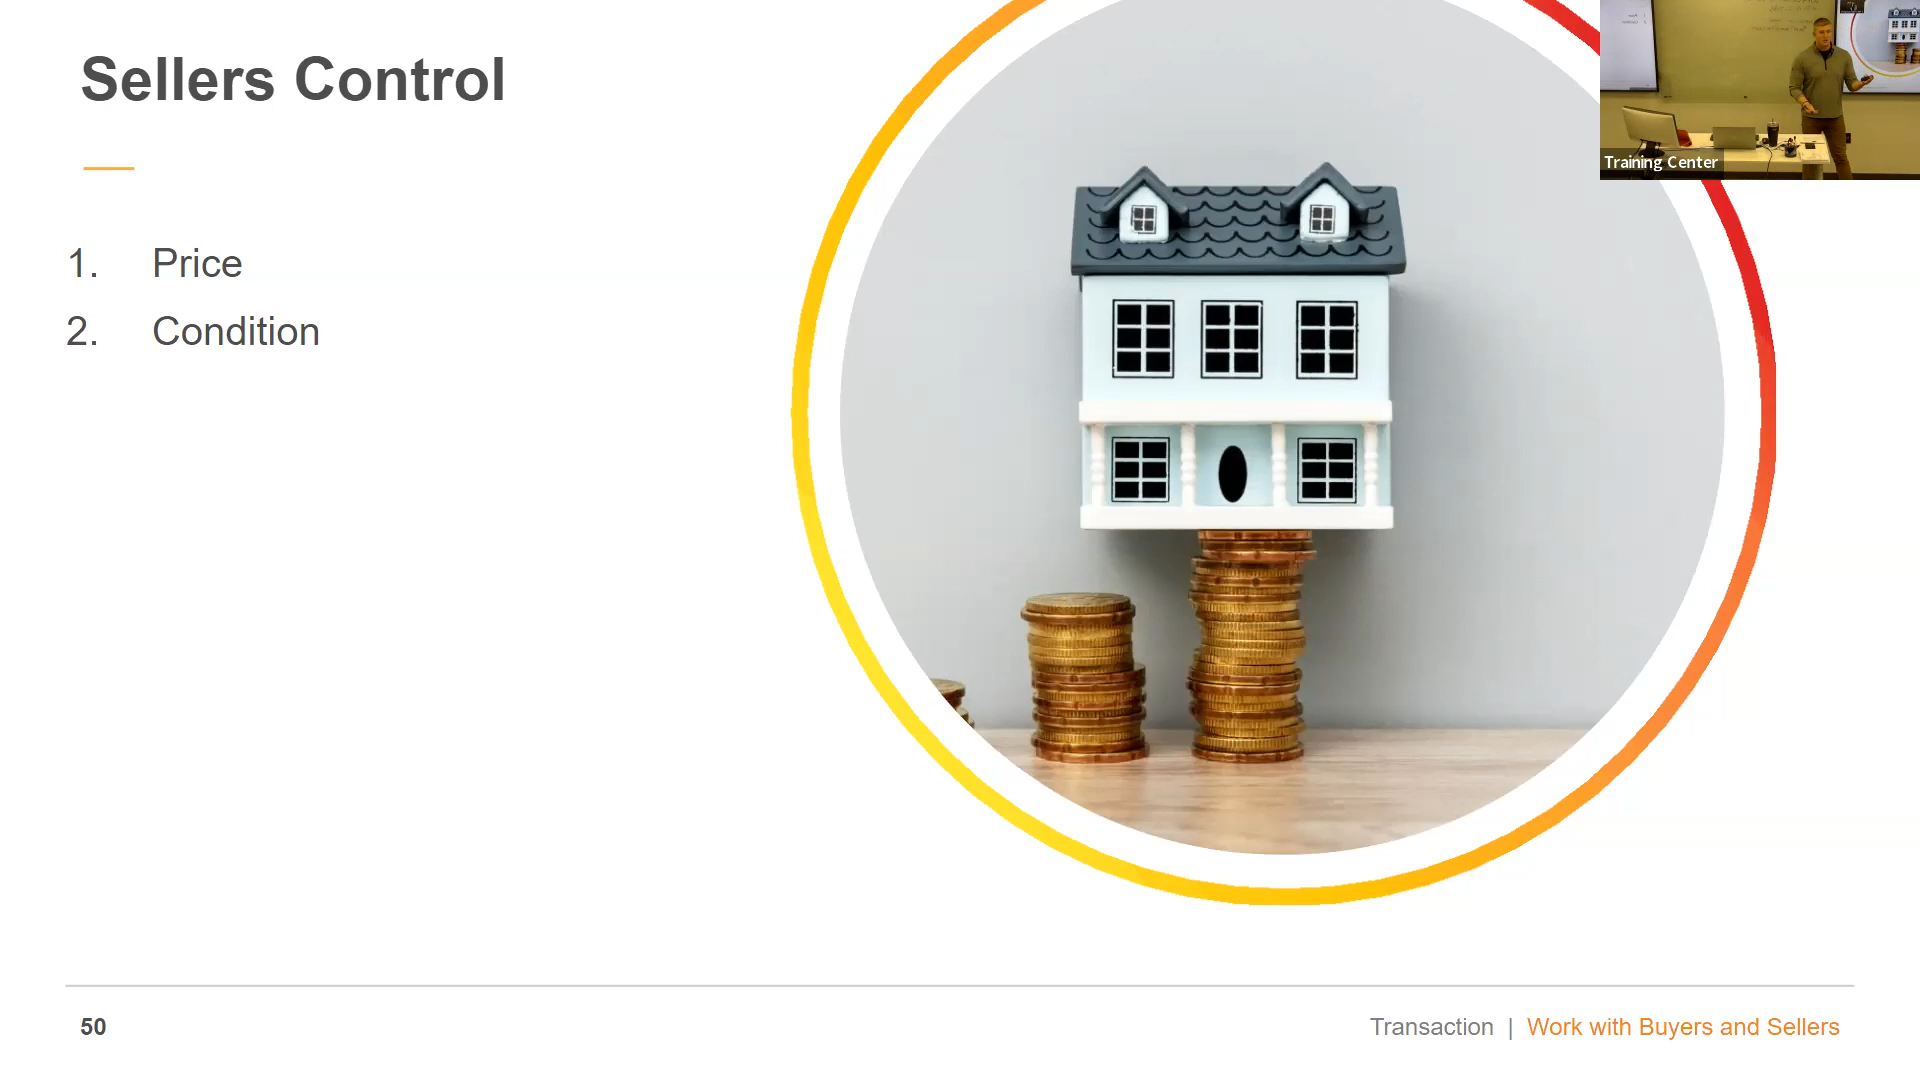 Sellers Control
1. Price
2. Condition
Training Center
50
Transaction | Work with Buyers and Sellers